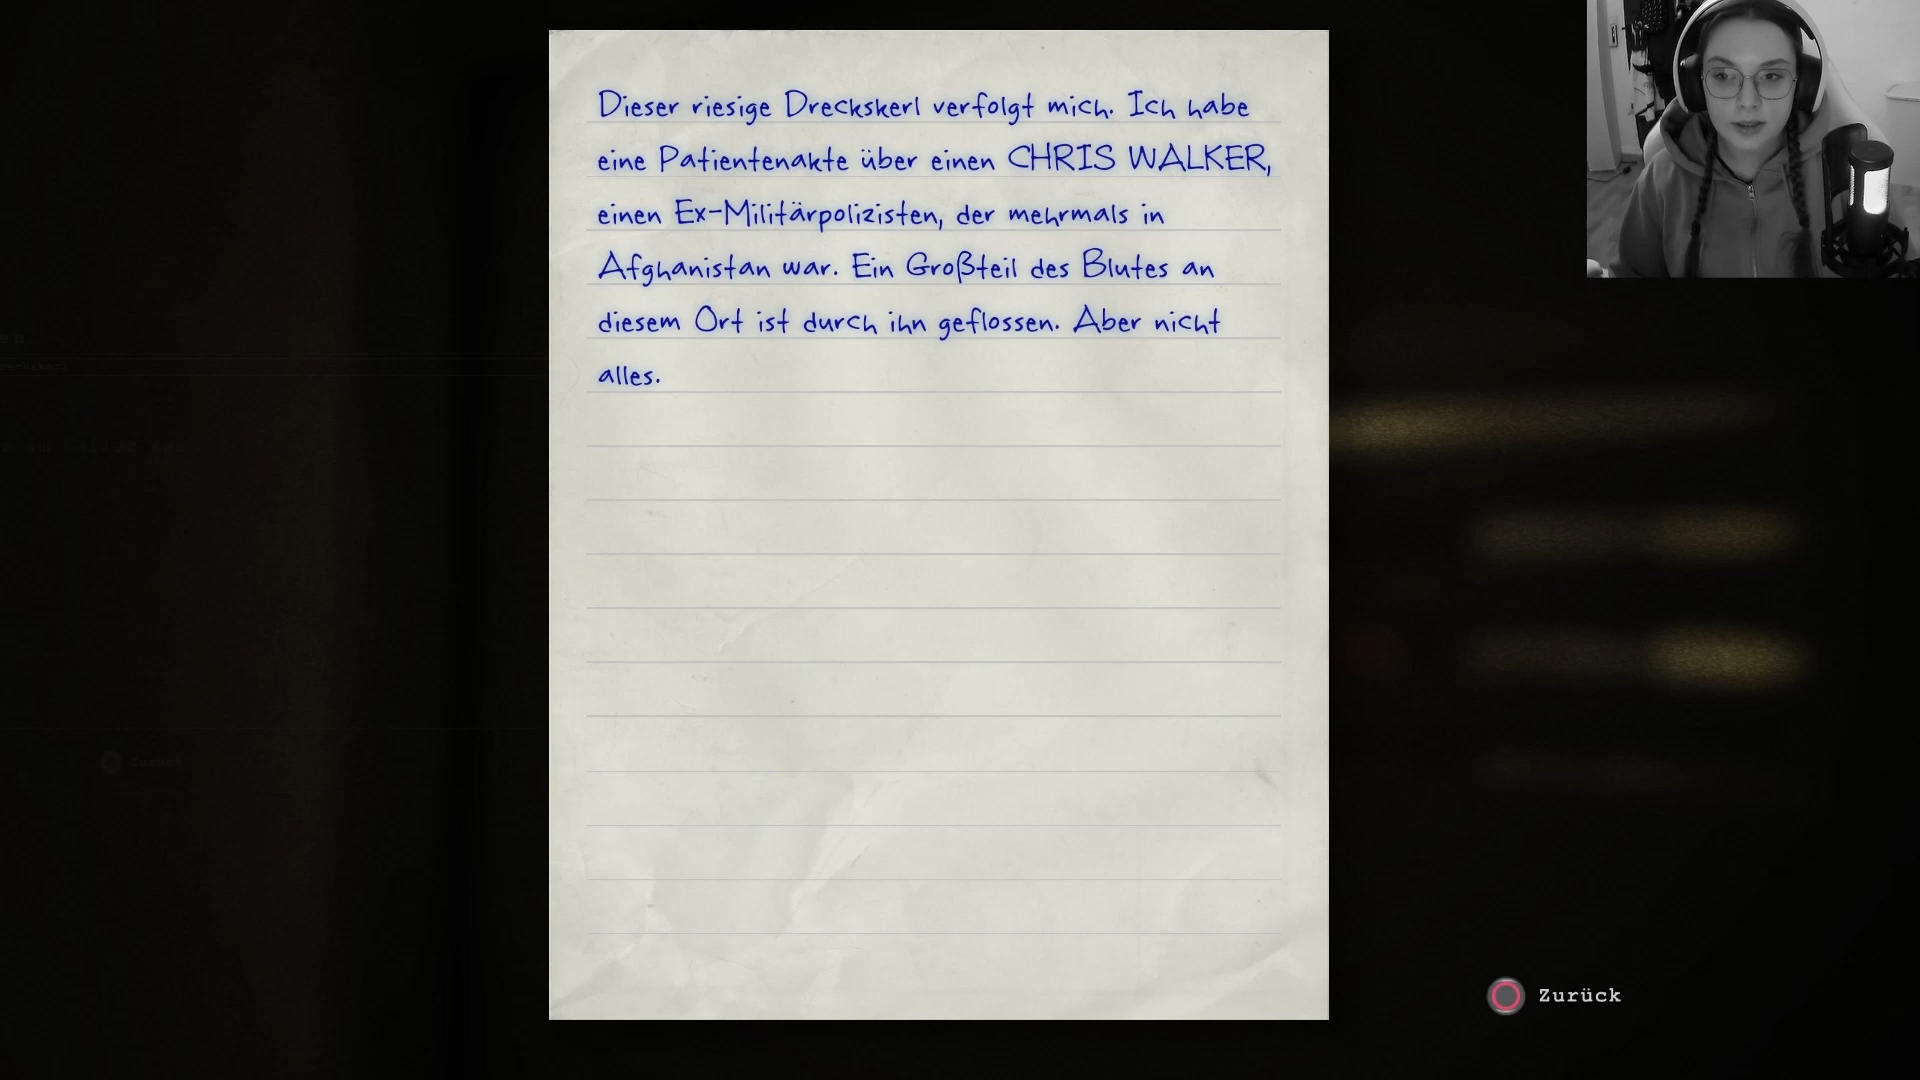 Dieser riesige Dreckskerl verfolgt mich. Ich habe
eine Patientenakte über einen CHRIS WALKER,
einen Ex-Militärpolizisten, der mehrmals in
Afghanistan war. Ein Großteil des Blutes an
diesem Ort ist durch ihn geflossen. Aber nicht
alles.
Zurück
Zurück